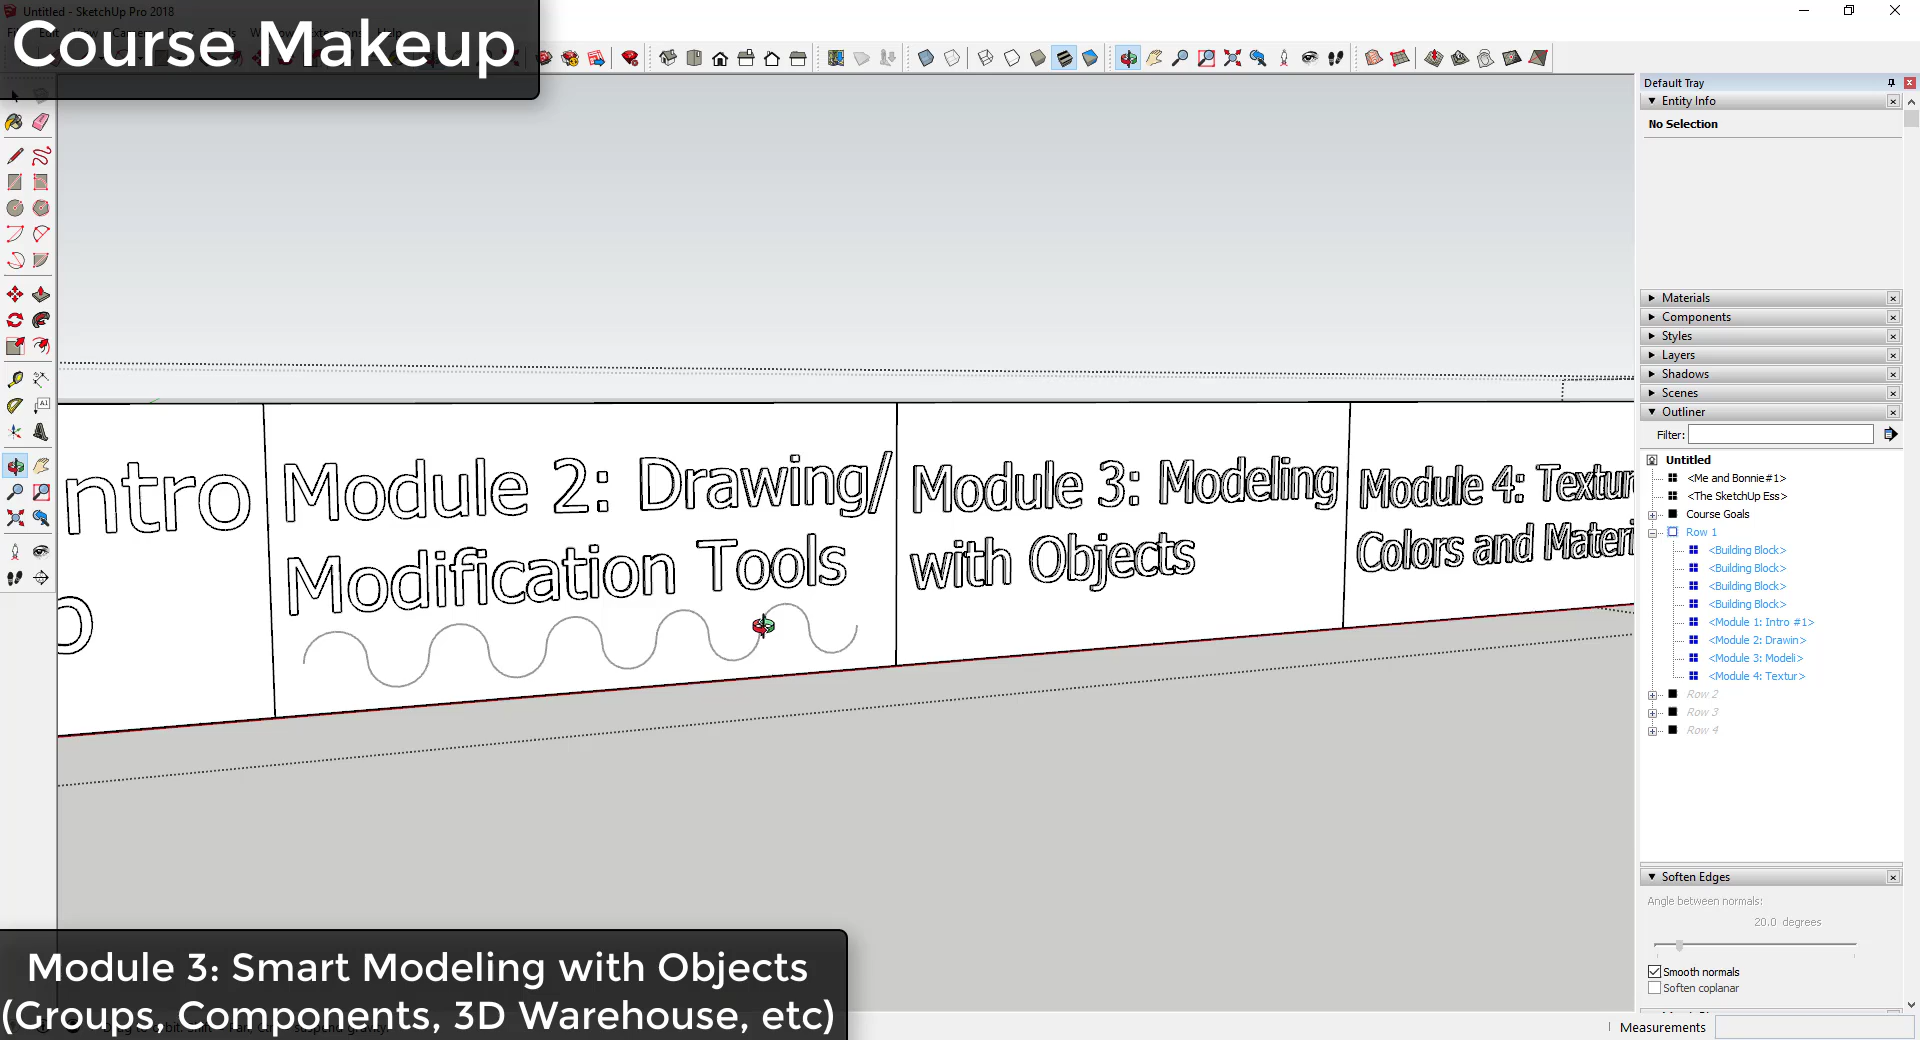 Untitled - SketchUp Pro 2018
Course Makeup
Default Tray
Entity Info
No Selection
Materials
Components
Styles
Layers
Shadows
Scenes
Outliner
Filter:
Untitled
<Me and Bonnie#1>
<The SketchUp Ess>
Course Goals
Row 1
<Building Block>
<Building Block>
<Building Block>
<Building Block>
<Module 1: Intro #1>
<Module 2: Drawin>
<Module 3: Modeli>
<Module 4: Textur>
Row 2
Row 3
Row 4
Soften Edges
Angle between normals:
20.0 degrees
Smooth normals
Soften coplanar
Measurements
ntro
Module 2: Drawing/
Modification Tools
Module 3: Modeling
with Objects
Module 4: Textur
Colors and Materi
Module 3: Smart Modeling with Objects
(Groups, Components, 3D Warehouse, etc)